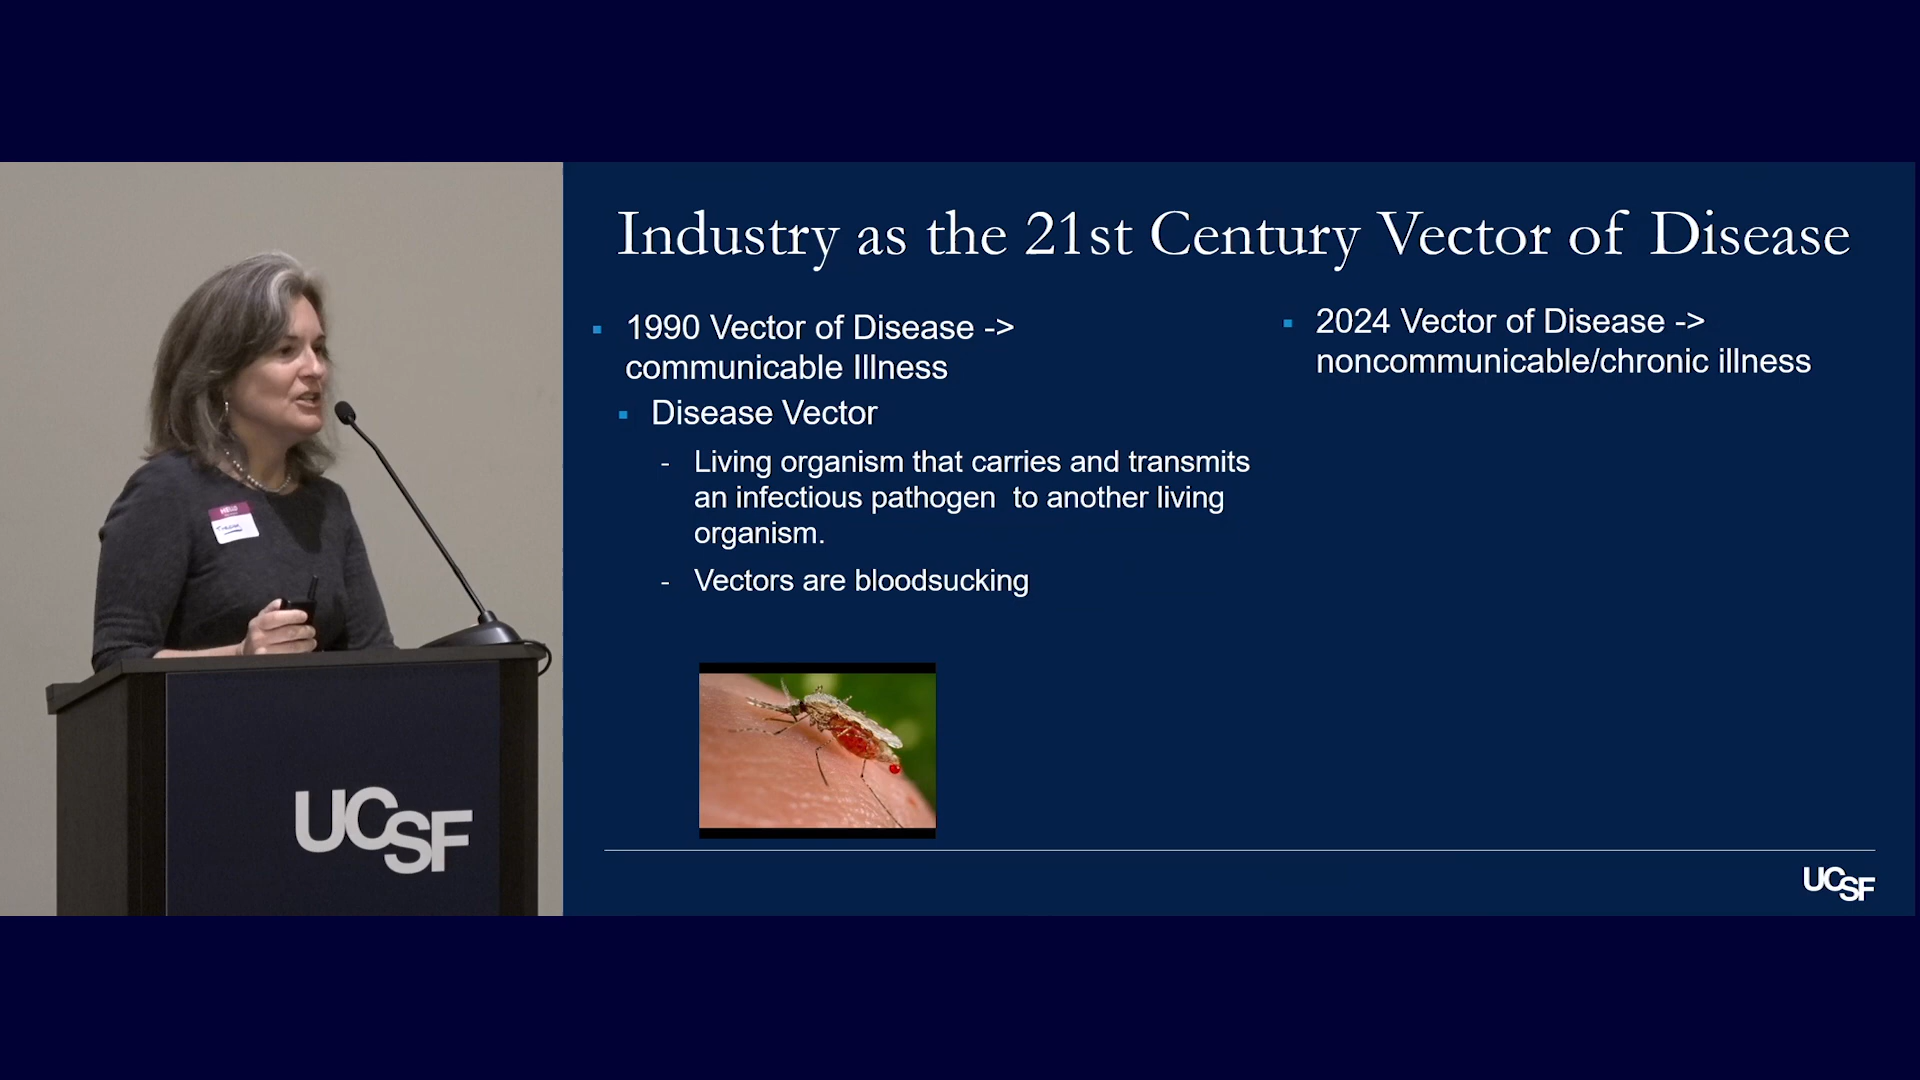 Industry as the 21st Century Vector of Disease
▪ 1990 Vector of Disease ->
communicable Illness
▪ Disease Vector
- Living organism that carries and transmits
an infectious pathogen  to another living
organism.
- Vectors are bloodsucking
▪ 2024 Vector of Disease ->
noncommunicable/chronic illness
UCSF
HELLO
UCSF